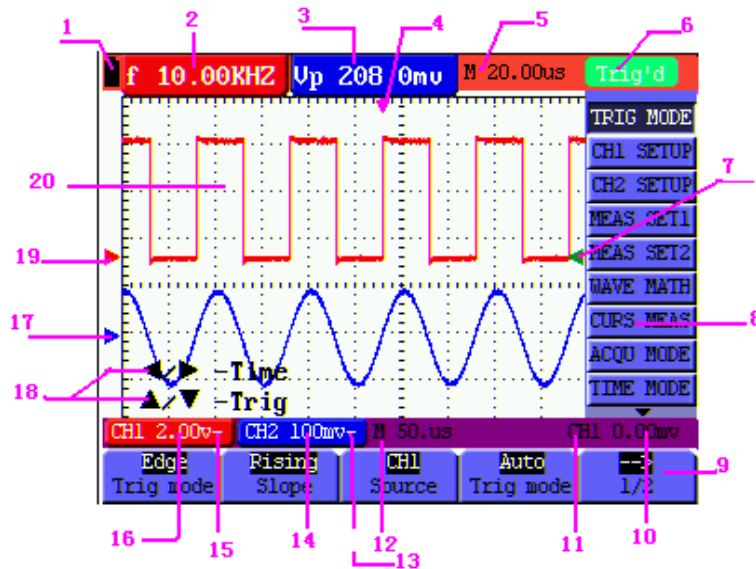 1 2 3 4 5 6
f 10.00KHZ Vp 208.0mv M 20.00us Trig'd
TRIG MODE
CH1 SETUP
CH2 SETUP
MEAS SET1
MEAS SET2
WAVE MATH
CURS MEAS
ACQU MODE
TIME MODE
7
8
20
19
17
18
-Time
-Trig
CH1 2.00v- CH2 100mv- M 50.us CH1 0.00mv
Edge Rising CH1 Auto -->
Trig mode Slope Source Trig mode 1/2
9
16 15 14 13 12 11 10